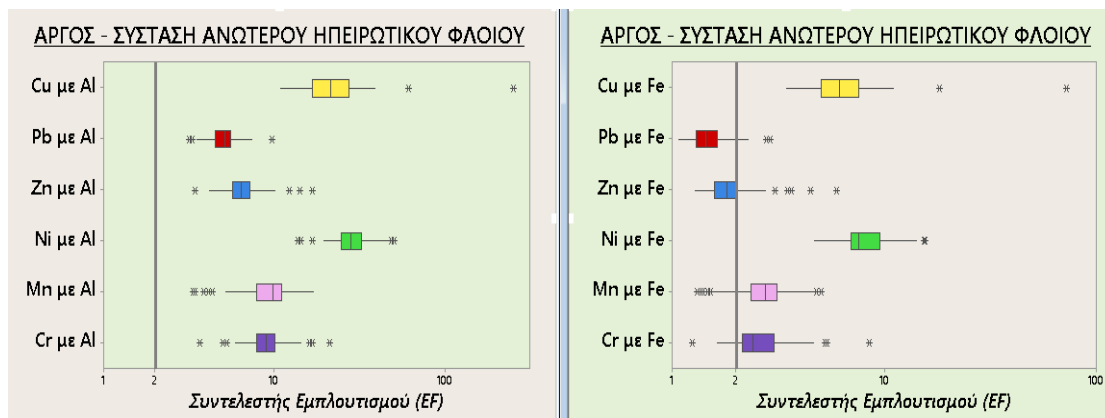 ΑΡΓΟΣ - ΣΥΣΤΑΣΗ ΑΝΩΤΕΡΟΥ ΗΠΕΙΡΩΤΙΚΟΥ ΦΛΟΙΟΥ
Cu με Al
Pb με Al
Zn με Al
Ni με Al
Mn με Al
Cr με Al
1 2 10 100
Συντελεστής Εμπλουτισμού (EF)
ΑΡΓΟΣ - ΣΥΣΤΑΣΗ ΑΝΩΤΕΡΟΥ ΗΠΕΙΡΩΤΙΚΟΥ ΦΛΟΙΟΥ
Cu με Fe
Pb με Fe
Zn με Fe
Ni με Fe
Mn με Fe
Cr με Fe
1 2 10 100
Συντελεστής Εμπλουτισμού (EF)